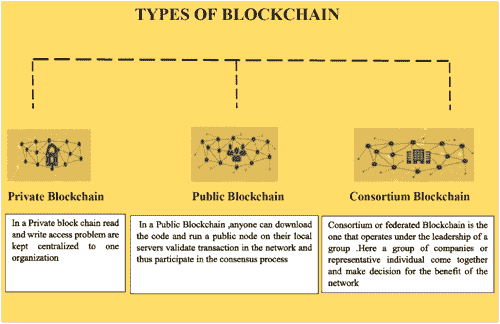 TYPES OF BLOCKCHAIN
Private Blockchain
Public Blockchain
Consortium Blockchain
In a Private block chain read
and write access problem are
kept centralized to one
organization
In a Public Blockchain ,anyone can download
the code and run a public node on their local
servers validate transaction in the network and
thus participate in the consensus process
Consortium or federated Blockchain is the
one that operates under the leadership of a
group .Here a group of companies or
representative individual come together
and make decision for the benefit of the
network